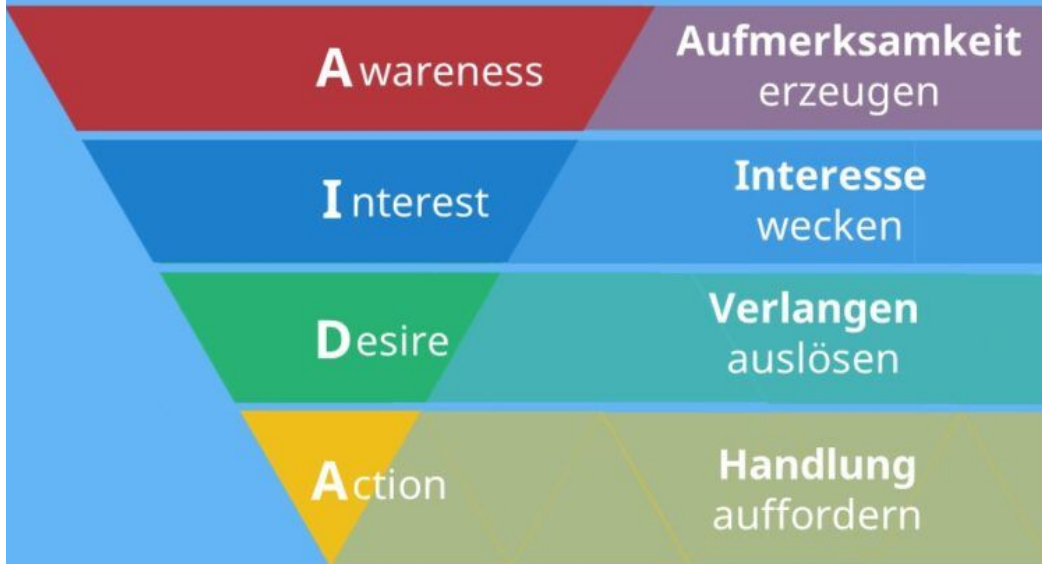 Awareness
Aufmerksamkeit
erzeugen
Interest
Interesse
wecken
Desire
Verlangen
auslösen
Action
Handlung
auffordern